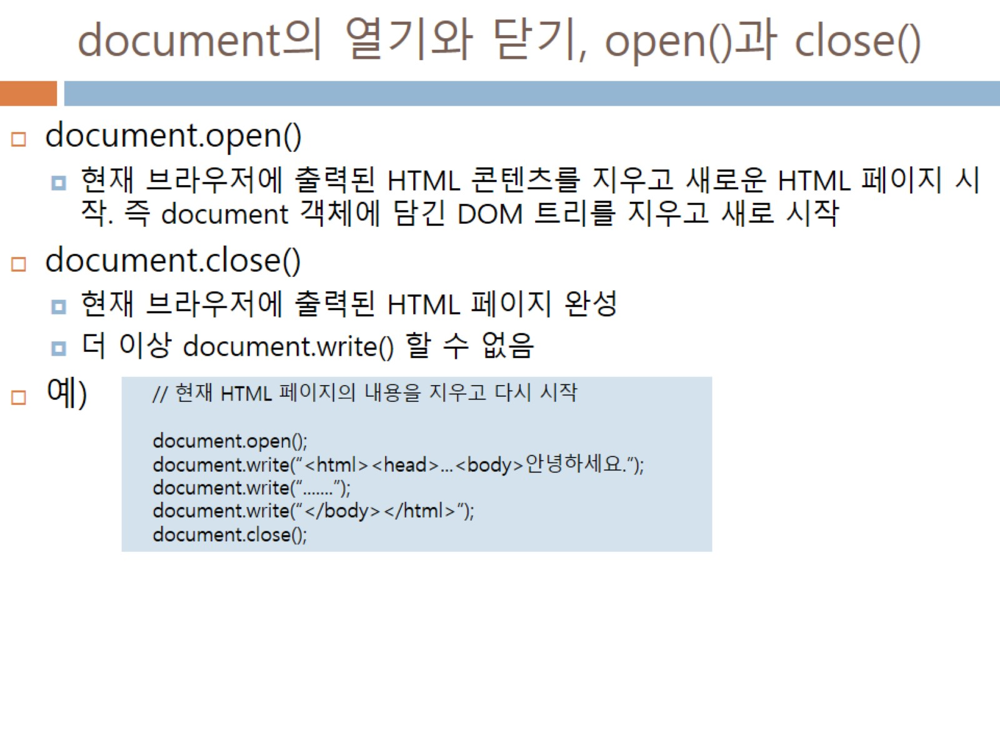 document의 열기와 닫기, open()과 close()
document.open()
현재 브라우저에 출력된 HTML 콘텐츠를 지우고 새로운 HTML 페이지 시
작. 즉 document 객체에 담긴 DOM 트리를 지우고 새로 시작
document.close()
현재 브라우저에 출력된 HTML 페이지 완성
더 이상 document.write() 할 수 없음
예)
// 현재 HTML 페이지의 내용을 지우고 다시 시작
document.open();
document.write(“<html><head>...<body>안녕하세요.”);
document.write(“.......”);
document.write(“</body></html>”);
document.close();